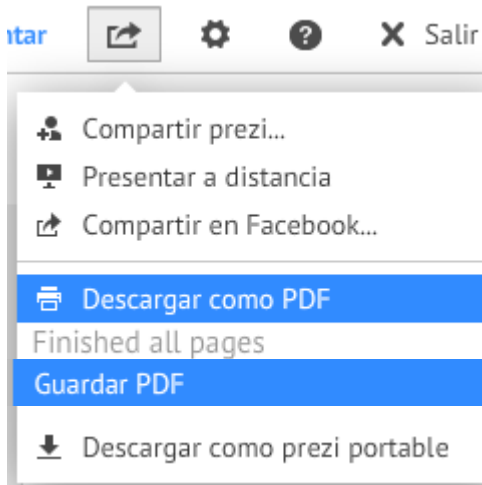 ntar
Salir
Compartir prezi...
Presentar a distancia
Compartir en Facebook...
Descargar como PDF
Finished all pages
Guardar PDF
Descargar como prezi portable